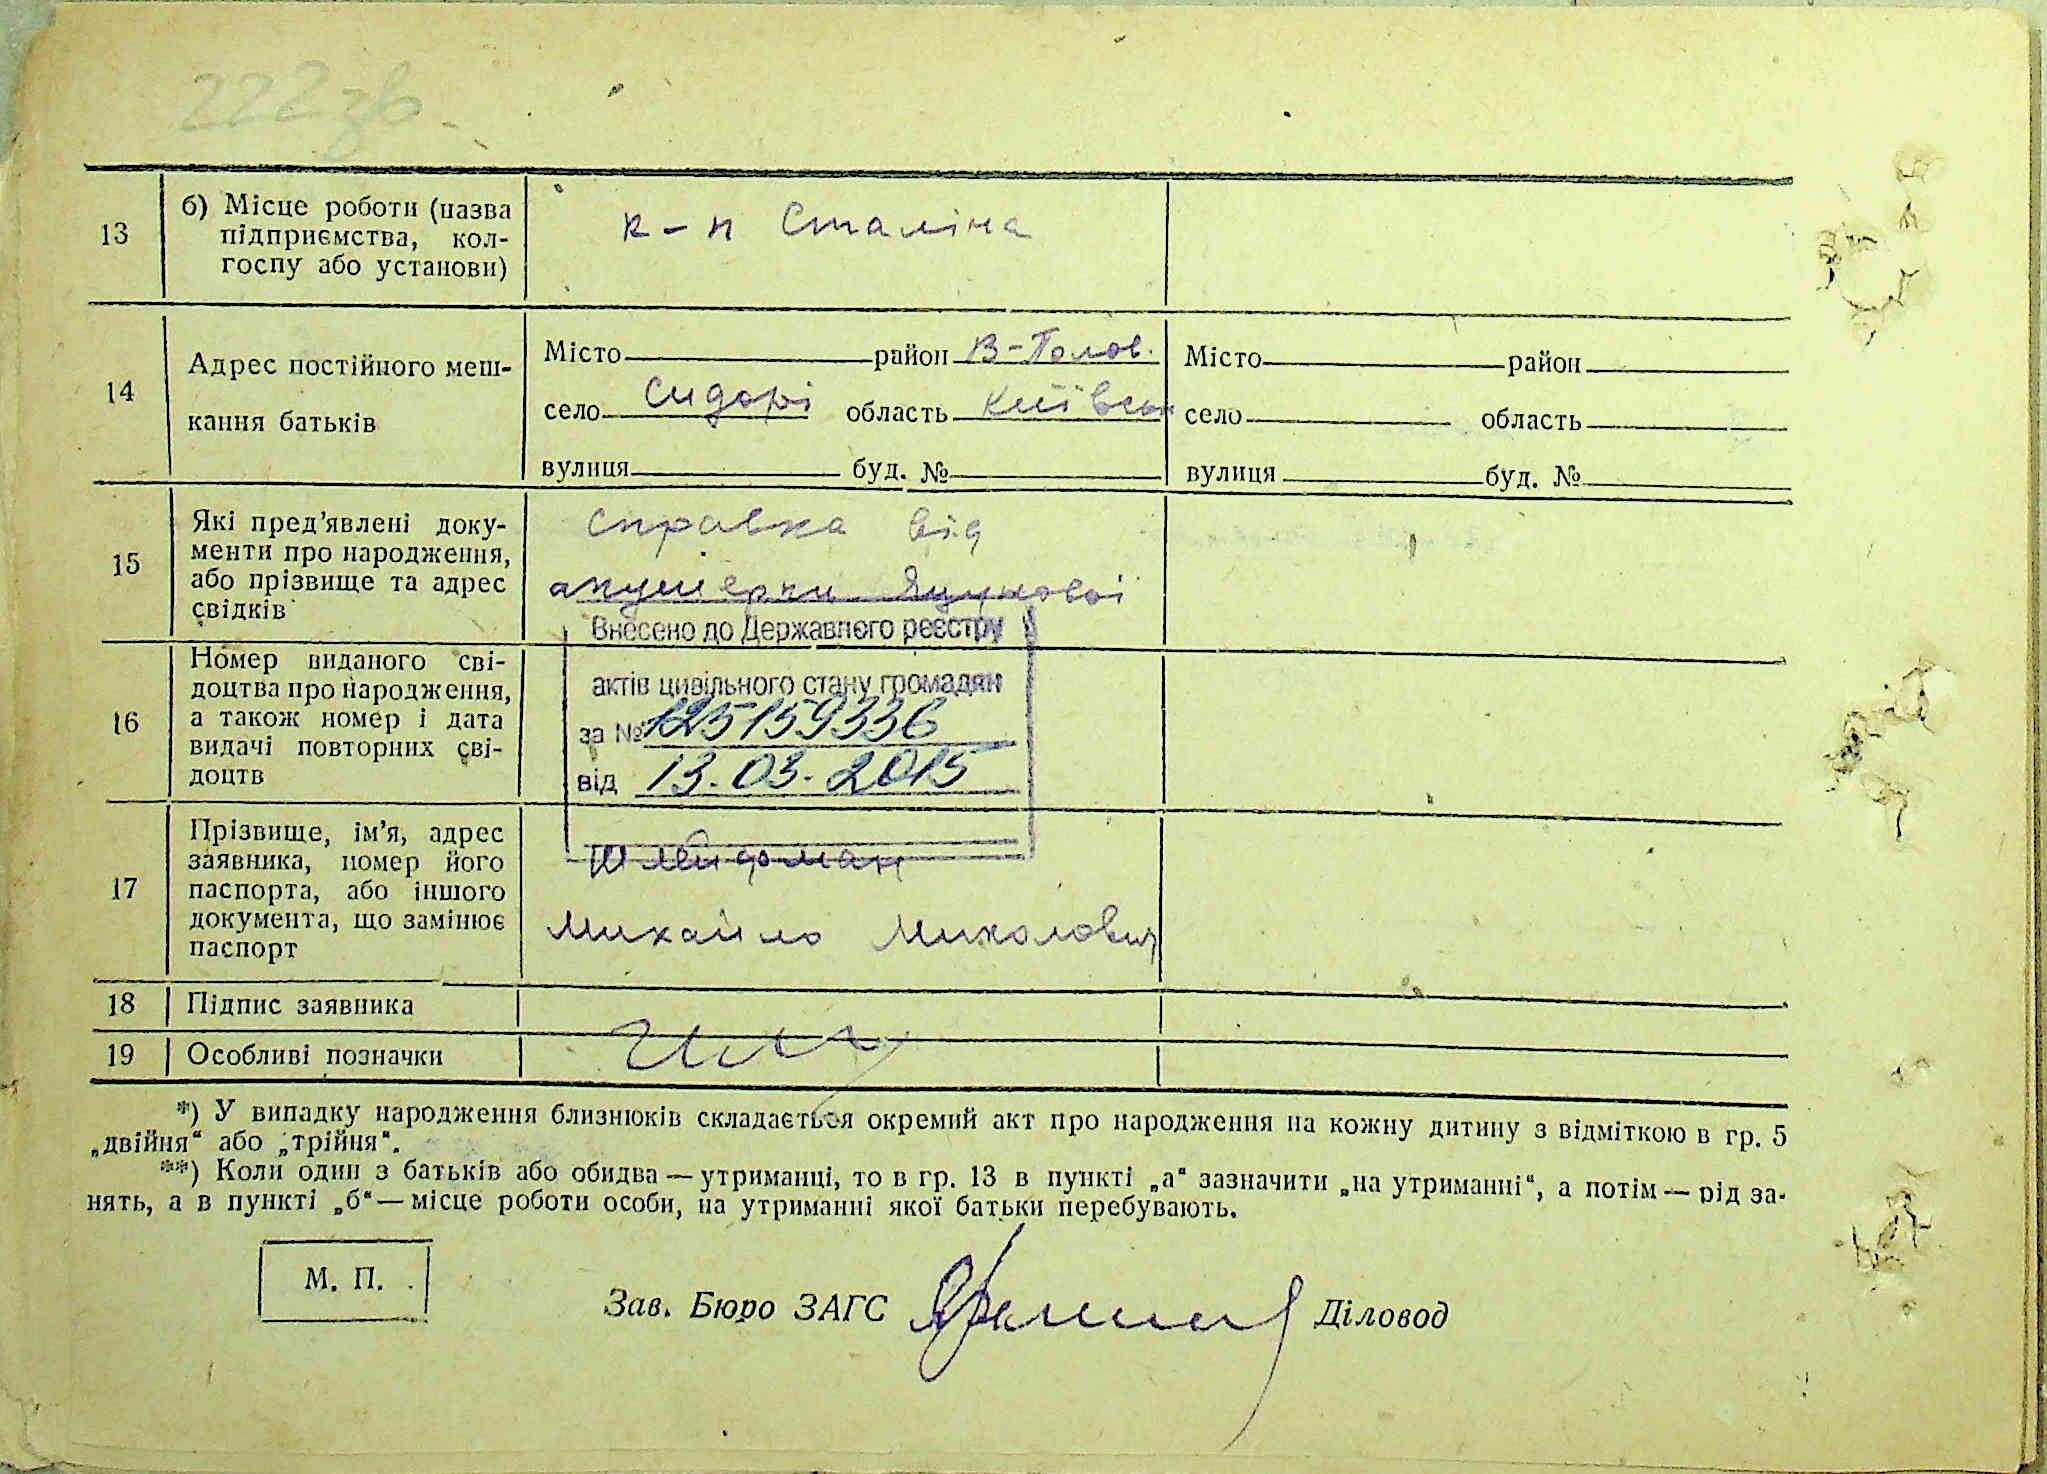 222 зв.
13
б) Місце роботи (назва
підприємства, кол-
госпу або установи)
к-п Сталіна
14
Адрес постійного меш-
кання батьків
Місто район В-Полов.
село Сидорі область Київськ
вулиця буд. №
Місто район
село область
вулиця буд. №
15
Які пред’явлені доку-
менти про народження,
або прізвище та адрес
свідків
справка від
акушерки
Внесено до Державного реєстру
актів цивільного стану громадян
за № 125159336
від 13.03.2015
16
Номер виданого сві-
доцтва про народження,
а також номер і дата
видачі повторних сві-
доцтв
17
Прізвище, ім’я, адрес
заявника, номер його
паспорта, або іншого
документа, що замінює
паспорт
Шлейфман
Михайло Миколович
18 Підпис заявника
19 Особливі позначки
*) У випадку народження близнюків складається окремий акт про народження на кожну дитину з відміткою в гр. 5
„двійня“ або „трійня“.
**) Коли один з батьків або обидва — утриманці, то в гр. 13 в пункті „а“ зазначити „на утриманні“, а потім — рід за-
нять, а в пункті „б“ — місце роботи особи, на утриманні якої батьки перебувають.
М. П.
Зав. Бюро ЗАГС Діловод